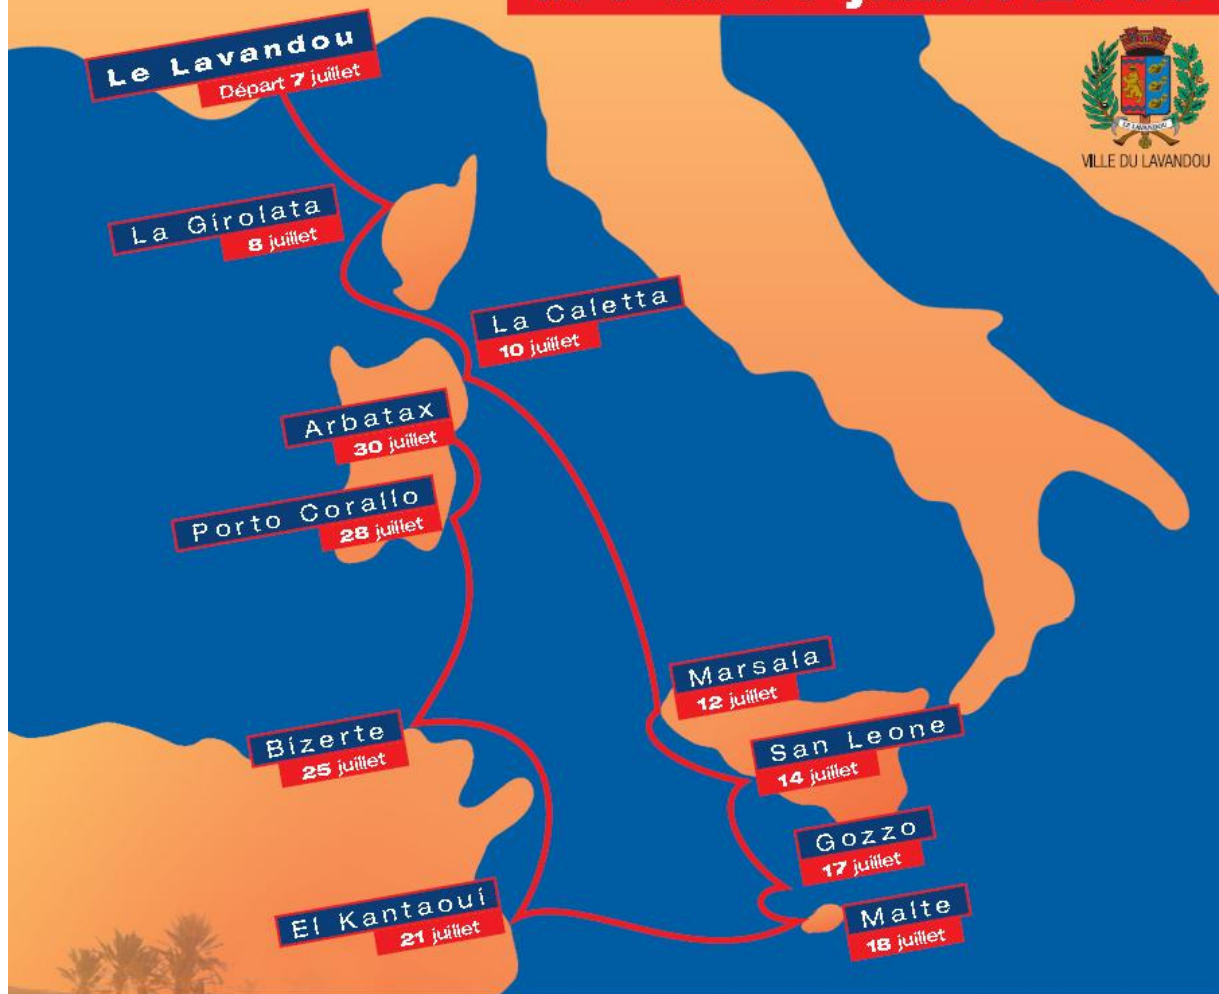 Le Lavandou
Départ 7 juillet
LE LAVANDOU
VILLE DU LAVANDOU
La Girolata
8 juillet
La Caletta
10 juillet
Arbatax
30 juillet
Porto Corallo
28 juillet
Marsala
12 juillet
San Leone
14 juillet
Bizerte
25 juillet
Gozzo
17 juillet
El Kantaoui
21 juillet
Malte
18 juillet